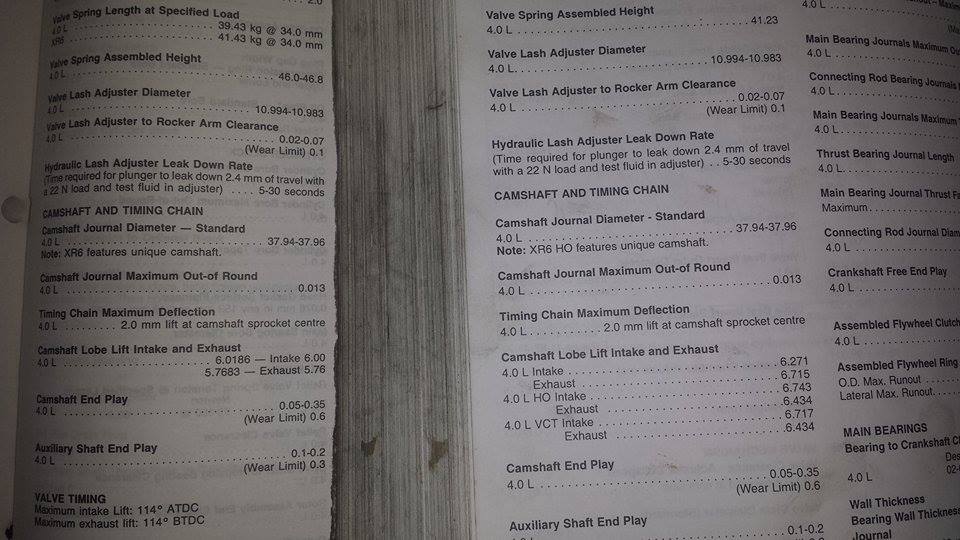 2.0
Valve Spring Length at Specified Load
4.0 L . . . . . . . . . . . . . . . . . . . . 39.43 kg @ 34.0 mm
XR6 . . . . . . . . . . . . . . . . . . . . 41.43 kg @ 34.0 mm
Valve Spring Assembled Height
4.0 L . . . . . . . . . . . . . . . . . . . . 46.0-46.8
Valve Lash Adjuster Diameter
4.0 L . . . . . . . . . . . . . . . . . . . . 10.994-10.983
Valve Lash Adjuster to Rocker Arm Clearance
4.0 L . . . . . . . . . . . . . . . . . . . . 0.02-0.07
(Wear Limit) 0.1
Hydraulic Lash Adjuster Leak Down Rate
(Time required for plunger to leak down 2.4 mm of travel with
a 22 N load and test fluid in adjuster) . . . . 5-30 seconds
CAMSHAFT AND TIMING CHAIN
Camshaft Journal Diameter — Standard
4.0 L . . . . . . . . . . . . . . . . . . . . 37.94-37.96
Note: XR6 features unique camshaft.
Camshaft Journal Maximum Out-of Round
4.0 L . . . . . . . . . . . . . . . . . . . . 0.013
Timing Chain Maximum Deflection
4.0 L . . . . . . . . . 2.0 mm lift at camshaft sprocket centre
Camshaft Lobe Lift Intake and Exhaust
4.0 L . . . . . . . . . . . . . . . . . . . . 6.0186 — Intake 6.00
5.7683 — Exhaust 5.76
Camshaft End Play
4.0 L . . . . . . . . . . . . . . . . . . . . 0.05-0.35
(Wear Limit) 0.6
Auxiliary Shaft End Play
4.0 L . . . . . . . . . . . . . . . . . . . . 0.1-0.2
(Wear Limit) 0.3
VALVE TIMING
Maximum intake Lift: 114° ATDC
Maximum exhaust lift: 114° BTDC
Valve Spring Assembled Height
4.0 L . . . . . . . . . . . . . . . . . . . . 41.23
Valve Lash Adjuster Diameter
4.0 L . . . . . . . . . . . . . . . . . . . . 10.994-10.983
Valve Lash Adjuster to Rocker Arm Clearance
4.0 L . . . . . . . . . . . . . . . . . . . . 0.02-0.07
(Wear Limit) 0.1
Hydraulic Lash Adjuster Leak Down Rate
(Time required for plunger to leak down 2.4 mm of travel
with a 22 N load and test fluid in adjuster) . . 5-30 seconds
CAMSHAFT AND TIMING CHAIN
Camshaft Journal Diameter - Standard
4.0 L . . . . . . . . . . . . . . . . . . . . 37.94-37.96
Note: XR6 HO features unique camshaft.
Camshaft Journal Maximum Out-of Round
4.0 L . . . . . . . . . . . . . . . . . . . . 0.013
Timing Chain Maximum Deflection
4.0 L . . . . . . . . . . . 2.0 mm lift at camshaft sprocket centre
Camshaft Lobe Lift Intake and Exhaust
4.0 L Intake . . . . . . . . . . . . . . . . . . . . 6.271
Exhaust . . . . . . . . . . . . . . . . . . . . 6.715
4.0 L HO Intake . . . . . . . . . . . . . . . . . . . . 6.743
Exhaust . . . . . . . . . . . . . . . . . . . . 6.434
4.0 L VCT Intake . . . . . . . . . . . . . . . . . . . . 6.717
Exhaust . . . . . . . . . . . . . . . . . . . . 6.434
Camshaft End Play
4.0 L . . . . . . . . . . . . . . . . . . . . 0.05-0.35
(Wear Limit) 0.6
Auxiliary Shaft End Play
0.1-0.2
4.0 L . . . . . .
Main Bearing Journals Maximum
4.0 L . . . . . .
Connecting Rod Bearing Journals
4.0 L . . . . . .
Main Bearing Journals Maximum
4.0 L . . . . . .
Thrust Bearing Journal Length
4.0 L . . . . . .
Main Bearing Journal Thrust
Maximum . . . . . .
Connecting Rod Journal
4.0 L . . . . . .
Crankshaft Free End Play
4.0 L . . . . . .
Assembled Flywheel Clutch
4.0 L . . . . . .
Assembled Flywheel Ring
O.D. Max. Runout . . . . .
Lateral Max. Runout . . . . .
MAIN BEARINGS
Bearing to Crankshaft
4.0 L
Wall Thickness
Bearing Wall Thickness
Journal